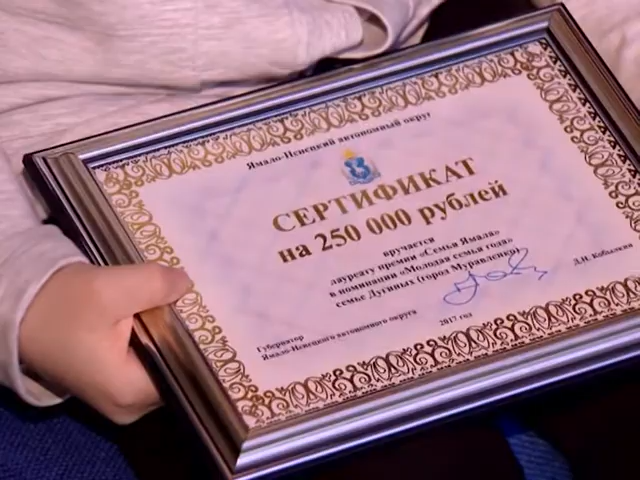 Ямало-Ненецкий автономный округ
СЕРТИФИКАТ
на 250 000 рублей
вручается
лауреату премии «Семья Ямала»
в номинации «Молодая семья года»
семье Дугиных (город Муравленко)
Губернатор
Ямало-Ненецкого автономного округа
Д.Н. Кобылкин
2017 год